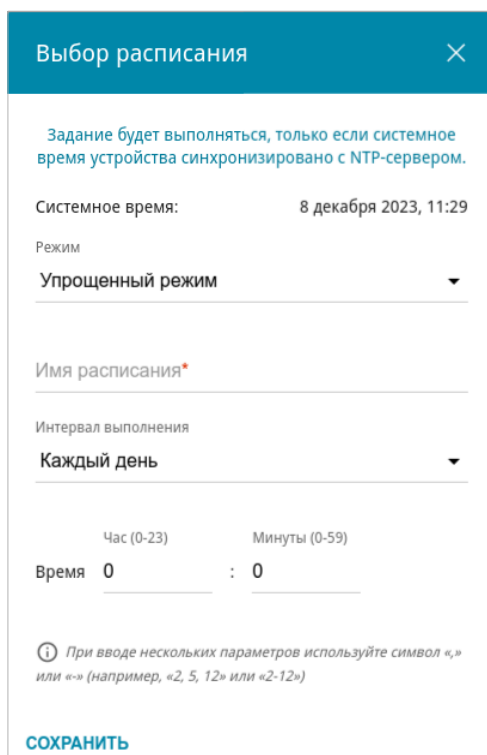 Выбор расписания
Задание будет выполняться, только если системное
время устройства синхронизировано с NTP-сервером.
Системное время: 8 декабря 2023, 11:29
Режим
Упрощенный режим
Имя расписания*
Интервал выполнения
Каждый день
Час (0-23) Минуты (0-59)
Время 0 : 0
При вводе нескольких параметров используйте символ «,»
или «-» (например, «2, 5, 12» или «2-12»)
СОХРАНИТЬ